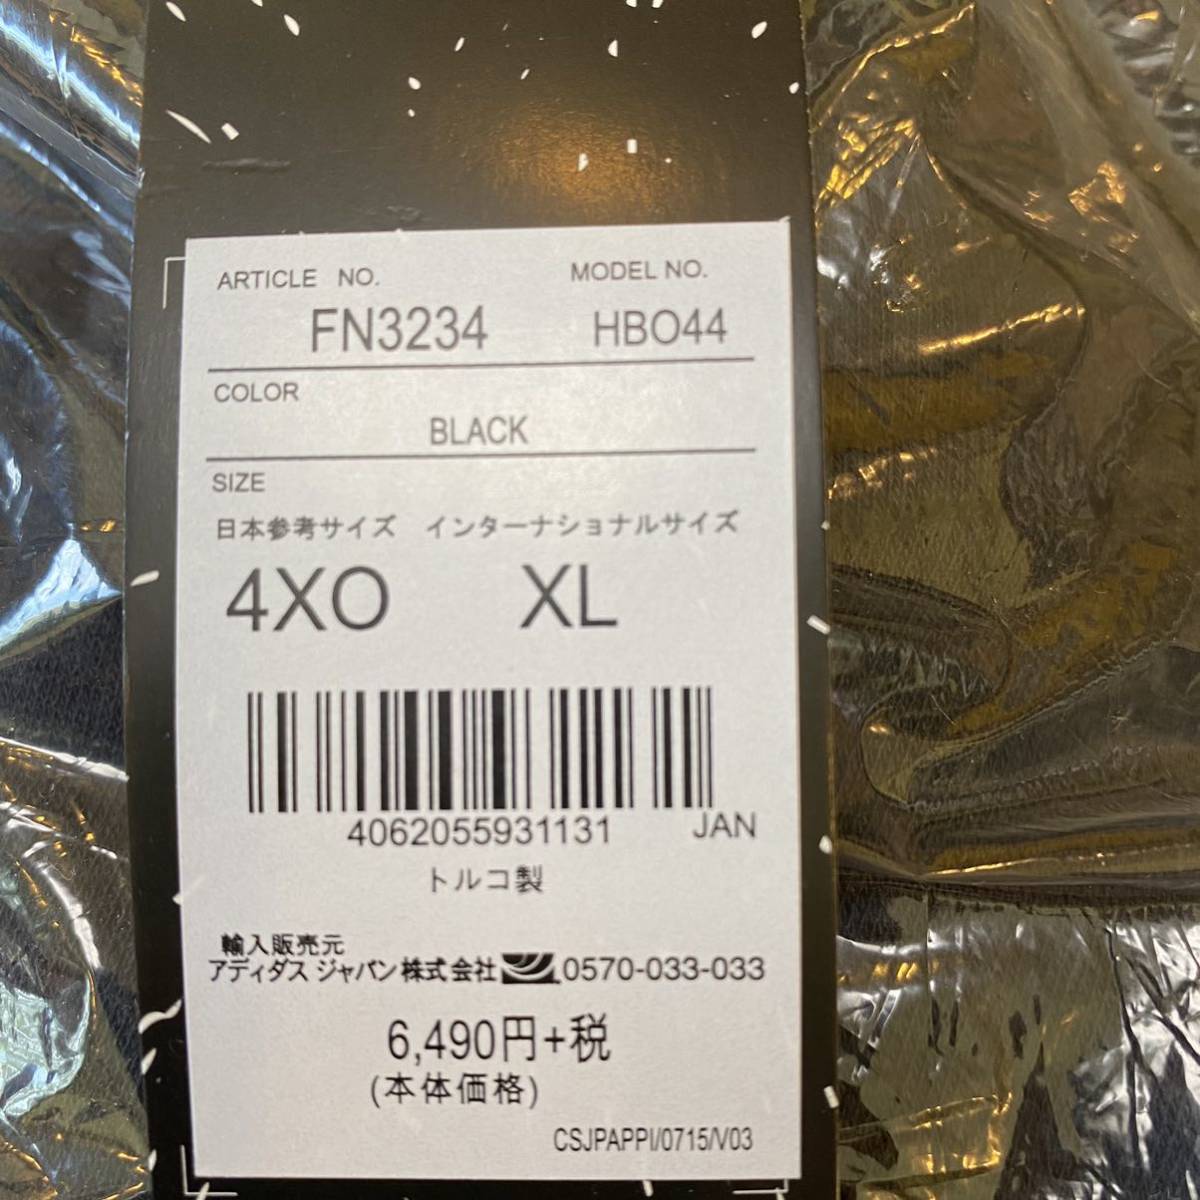 ARTICLE NO. MODEL NO.
FN3234 HBO44
COLOR
BLACK
SIZE
日本参考サイズ インターナショナルサイズ
4XO XL
4062055931131 JAN
トルコ製
輸入販売元
アディダス ジャパン株式会社 0570-033-033
6,490円+税
(本体価格)
CSJPAPPI/0715/V03